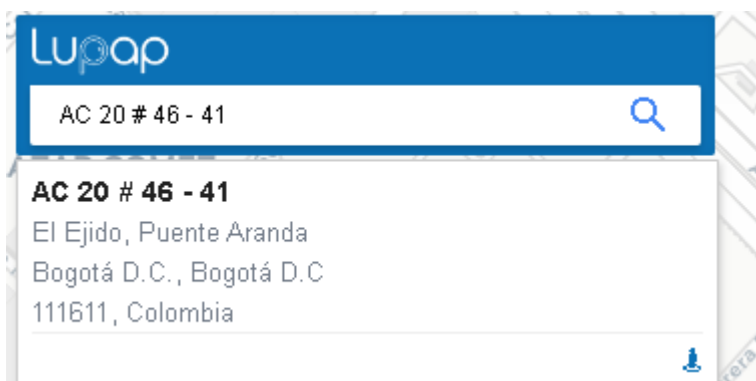 Lupap
AC 20 # 46 - 41
AC 20 # 46 - 41
El Ejido, Puente Aranda
Bogotá D.C., Bogotá D.C
111611, Colombia